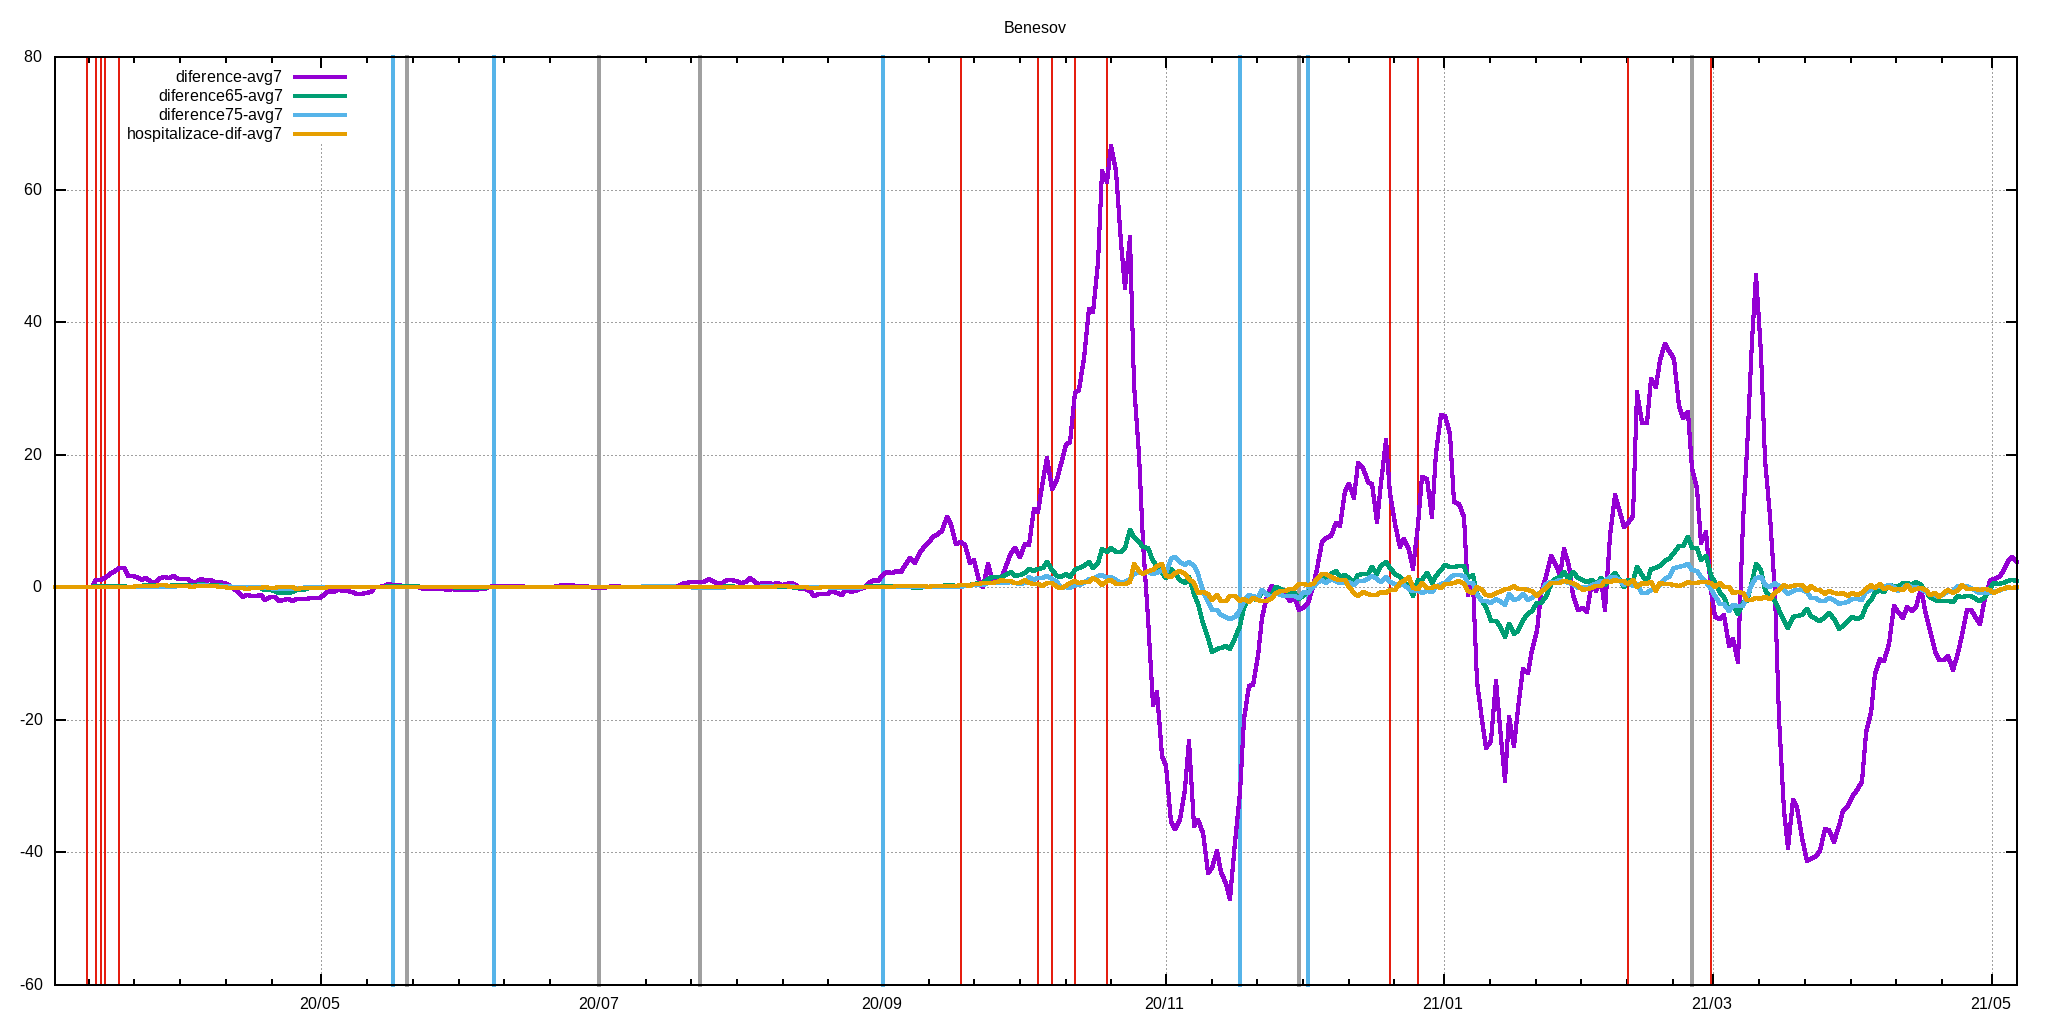 Benesov
diference-avg7
diference65-avg7
diference75-avg7
hospitalizace-dif-avg7
80
60
40
20
0
-20
-40
-60
20/05 20/07 20/09 20/11 21/01 21/03 21/05